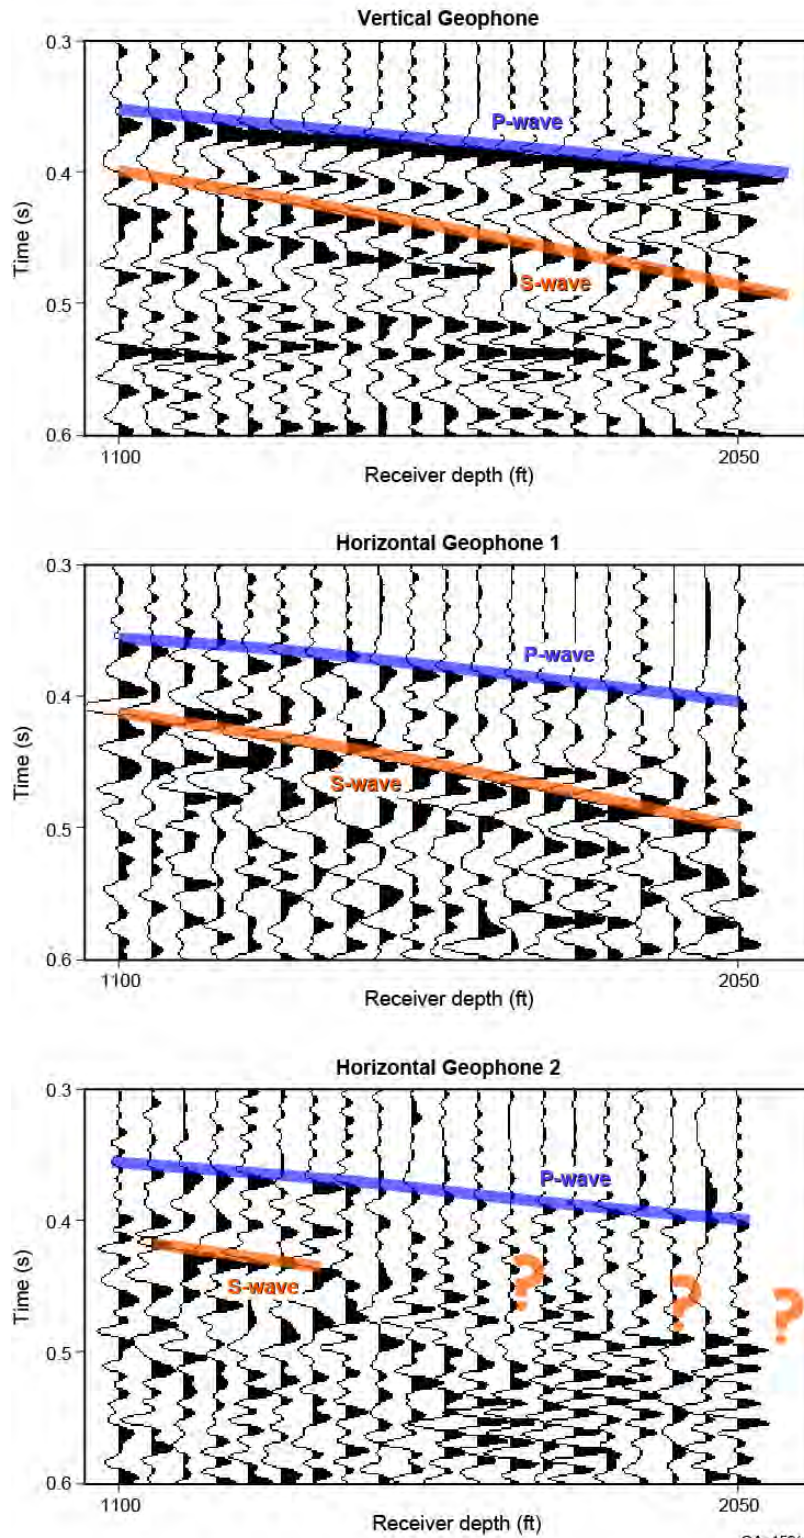 Vertical Geophone
0.3
P-wave
0.4
Time (s)
S-wave
0.5
0.6
1100
2050
Receiver depth (ft)
Horizontal Geophone 1
0.3
P-wave
0.4
Time (s)
S-wave
0.5
0.6
1100
2050
Receiver depth (ft)
Horizontal Geophone 2
0.3
P-wave
0.4
Time (s)
S-wave
?
?
?
0.5
0.6
1100
2050
Receiver depth (ft)